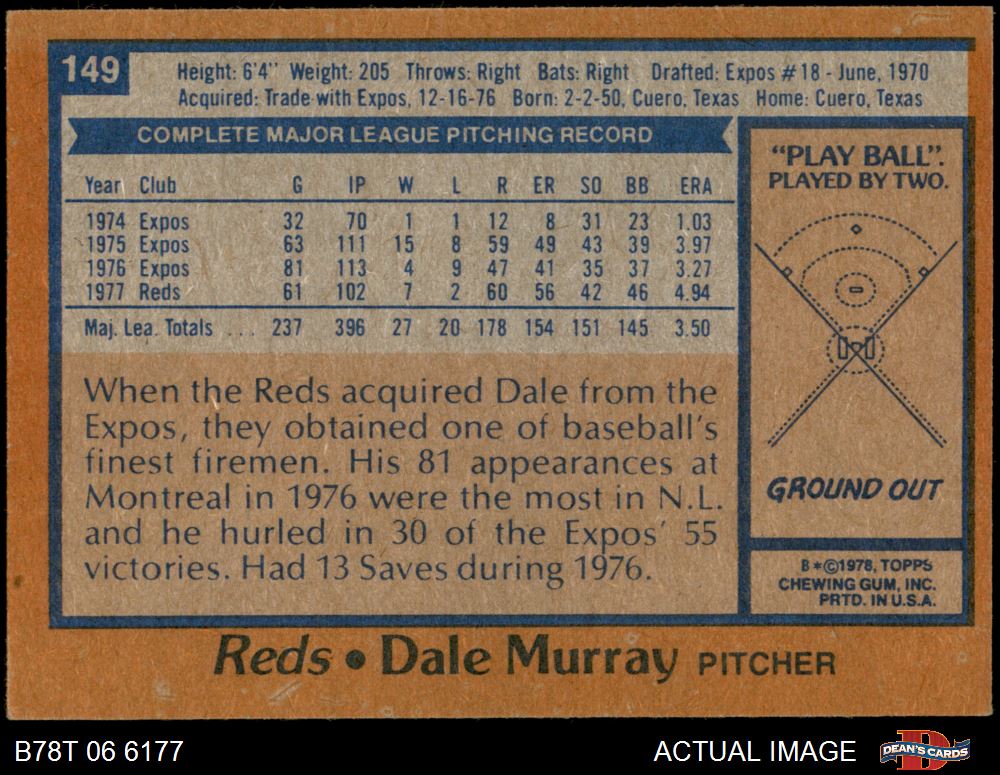 149
Height: 6'4" Weight: 205 Throws: Right Bats: Right Drafted: Expos #18 - June, 1970
Acquired: Trade with Expos, 12-16-76 Born: 2-2-50, Cuero, Texas Home: Cuero, Texas
COMPLETE MAJOR LEAGUE PITCHING RECORD
Year Club G IP W L R ER SO BB ERA
1974 Expos 32 70 1 1 12 8 31 23 1.03
1975 Expos 63 111 15 8 59 49 43 39 3.97
1976 Expos 81 113 4 9 47 41 35 37 3.27
1977 Reds 61 102 7 2 60 56 42 46 4.94
Maj. Lea. Totals ... 237 396 27 20 178 154 151 145 3.50
When the Reds acquired Dale from the
Expos, they obtained one of baseball's
finest firemen. His 81 appearances at
Montreal in 1976 were the most in N.L.
and he hurled in 30 of the Expos' 55
victories. Had 13 Saves during 1976.
"PLAY BALL".
PLAYED BY TWO.
GROUND OUT
B*©1978, TOPPS
CHEWING GUM, INC.
PRTD. IN U.S.A.
Reds • Dale Murray PITCHER
B78T 06 6177
ACTUAL IMAGE
DEAN'S CARDS